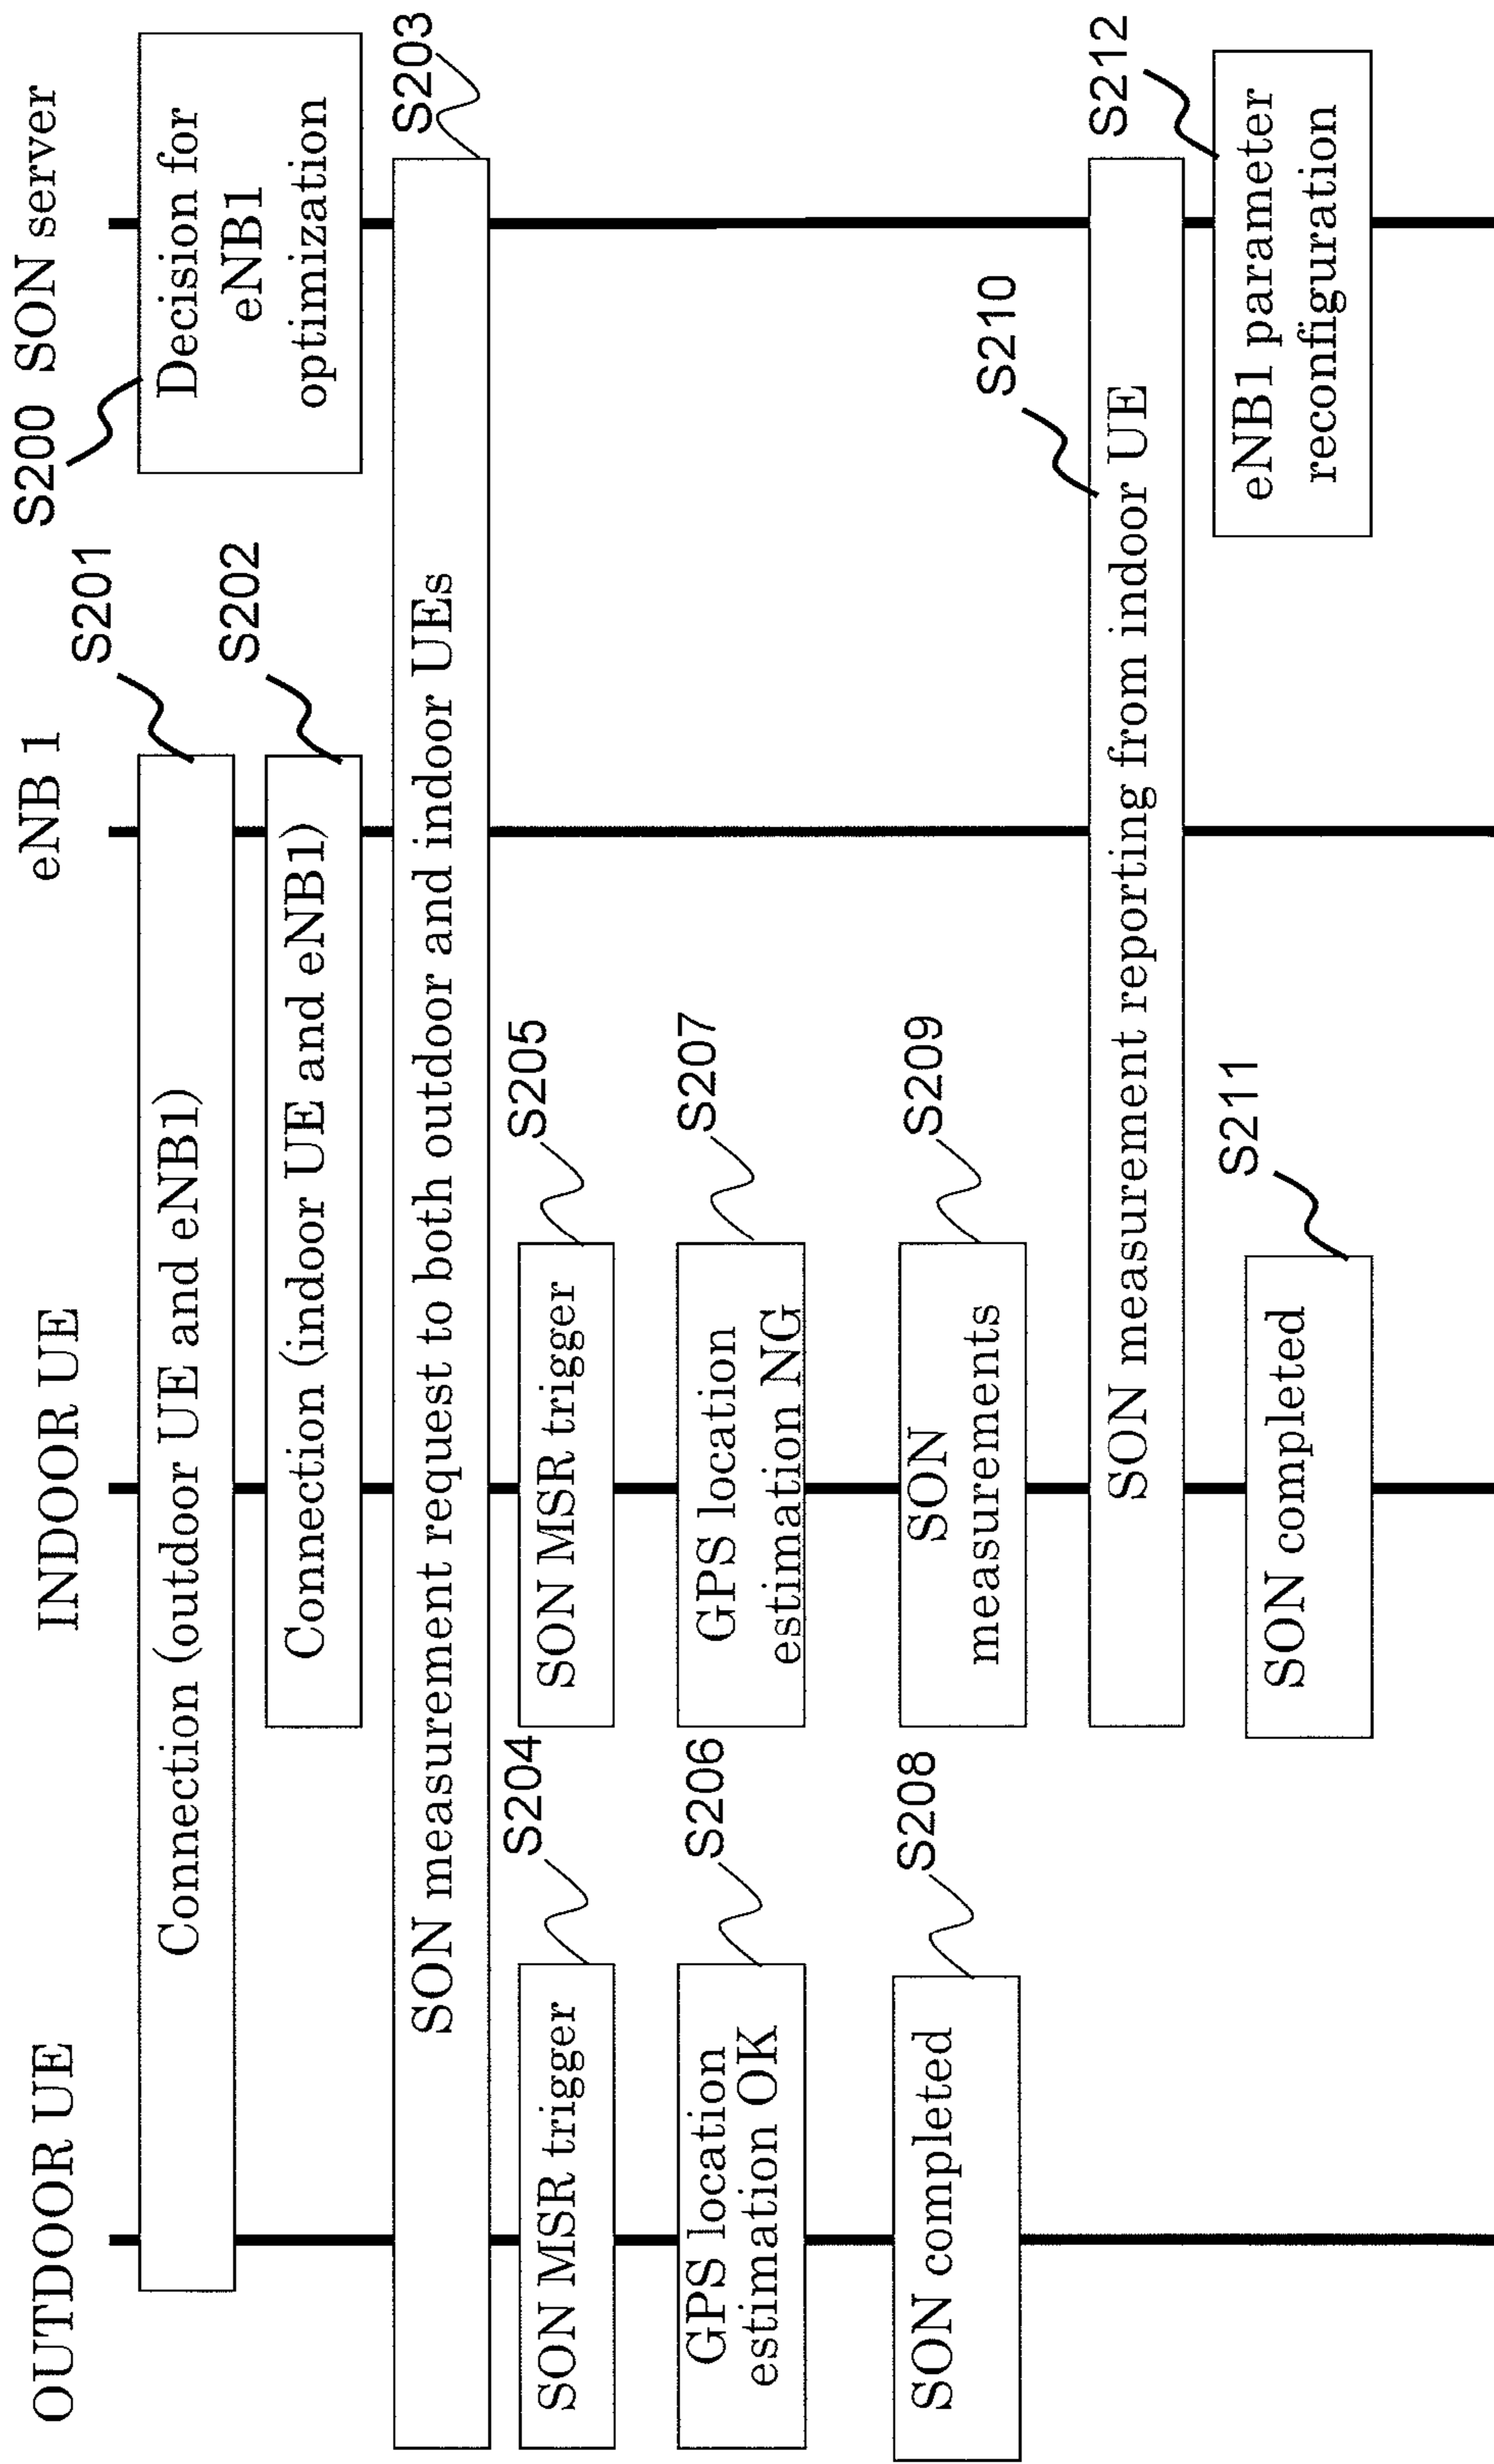 OUTDOOR UE
INDOOR UE
eNB 1
SON server
S200
Decision for
eNB1
optimization
Connection (outdoor UE and eNB1)
S201
Connection (indoor UE and eNB1)
S202
SON measurement request to both outdoor and indoor UEs
S203
SON MSR trigger
S204
SON MSR trigger
S205
GPS location
estimation OK
S206
GPS location
estimation NG
S207
SON completed
S208
SON
measurements
S209
SON measurement reporting from indoor UE
S210
SON completed
S211
eNB1 parameter
reconfiguration
S212